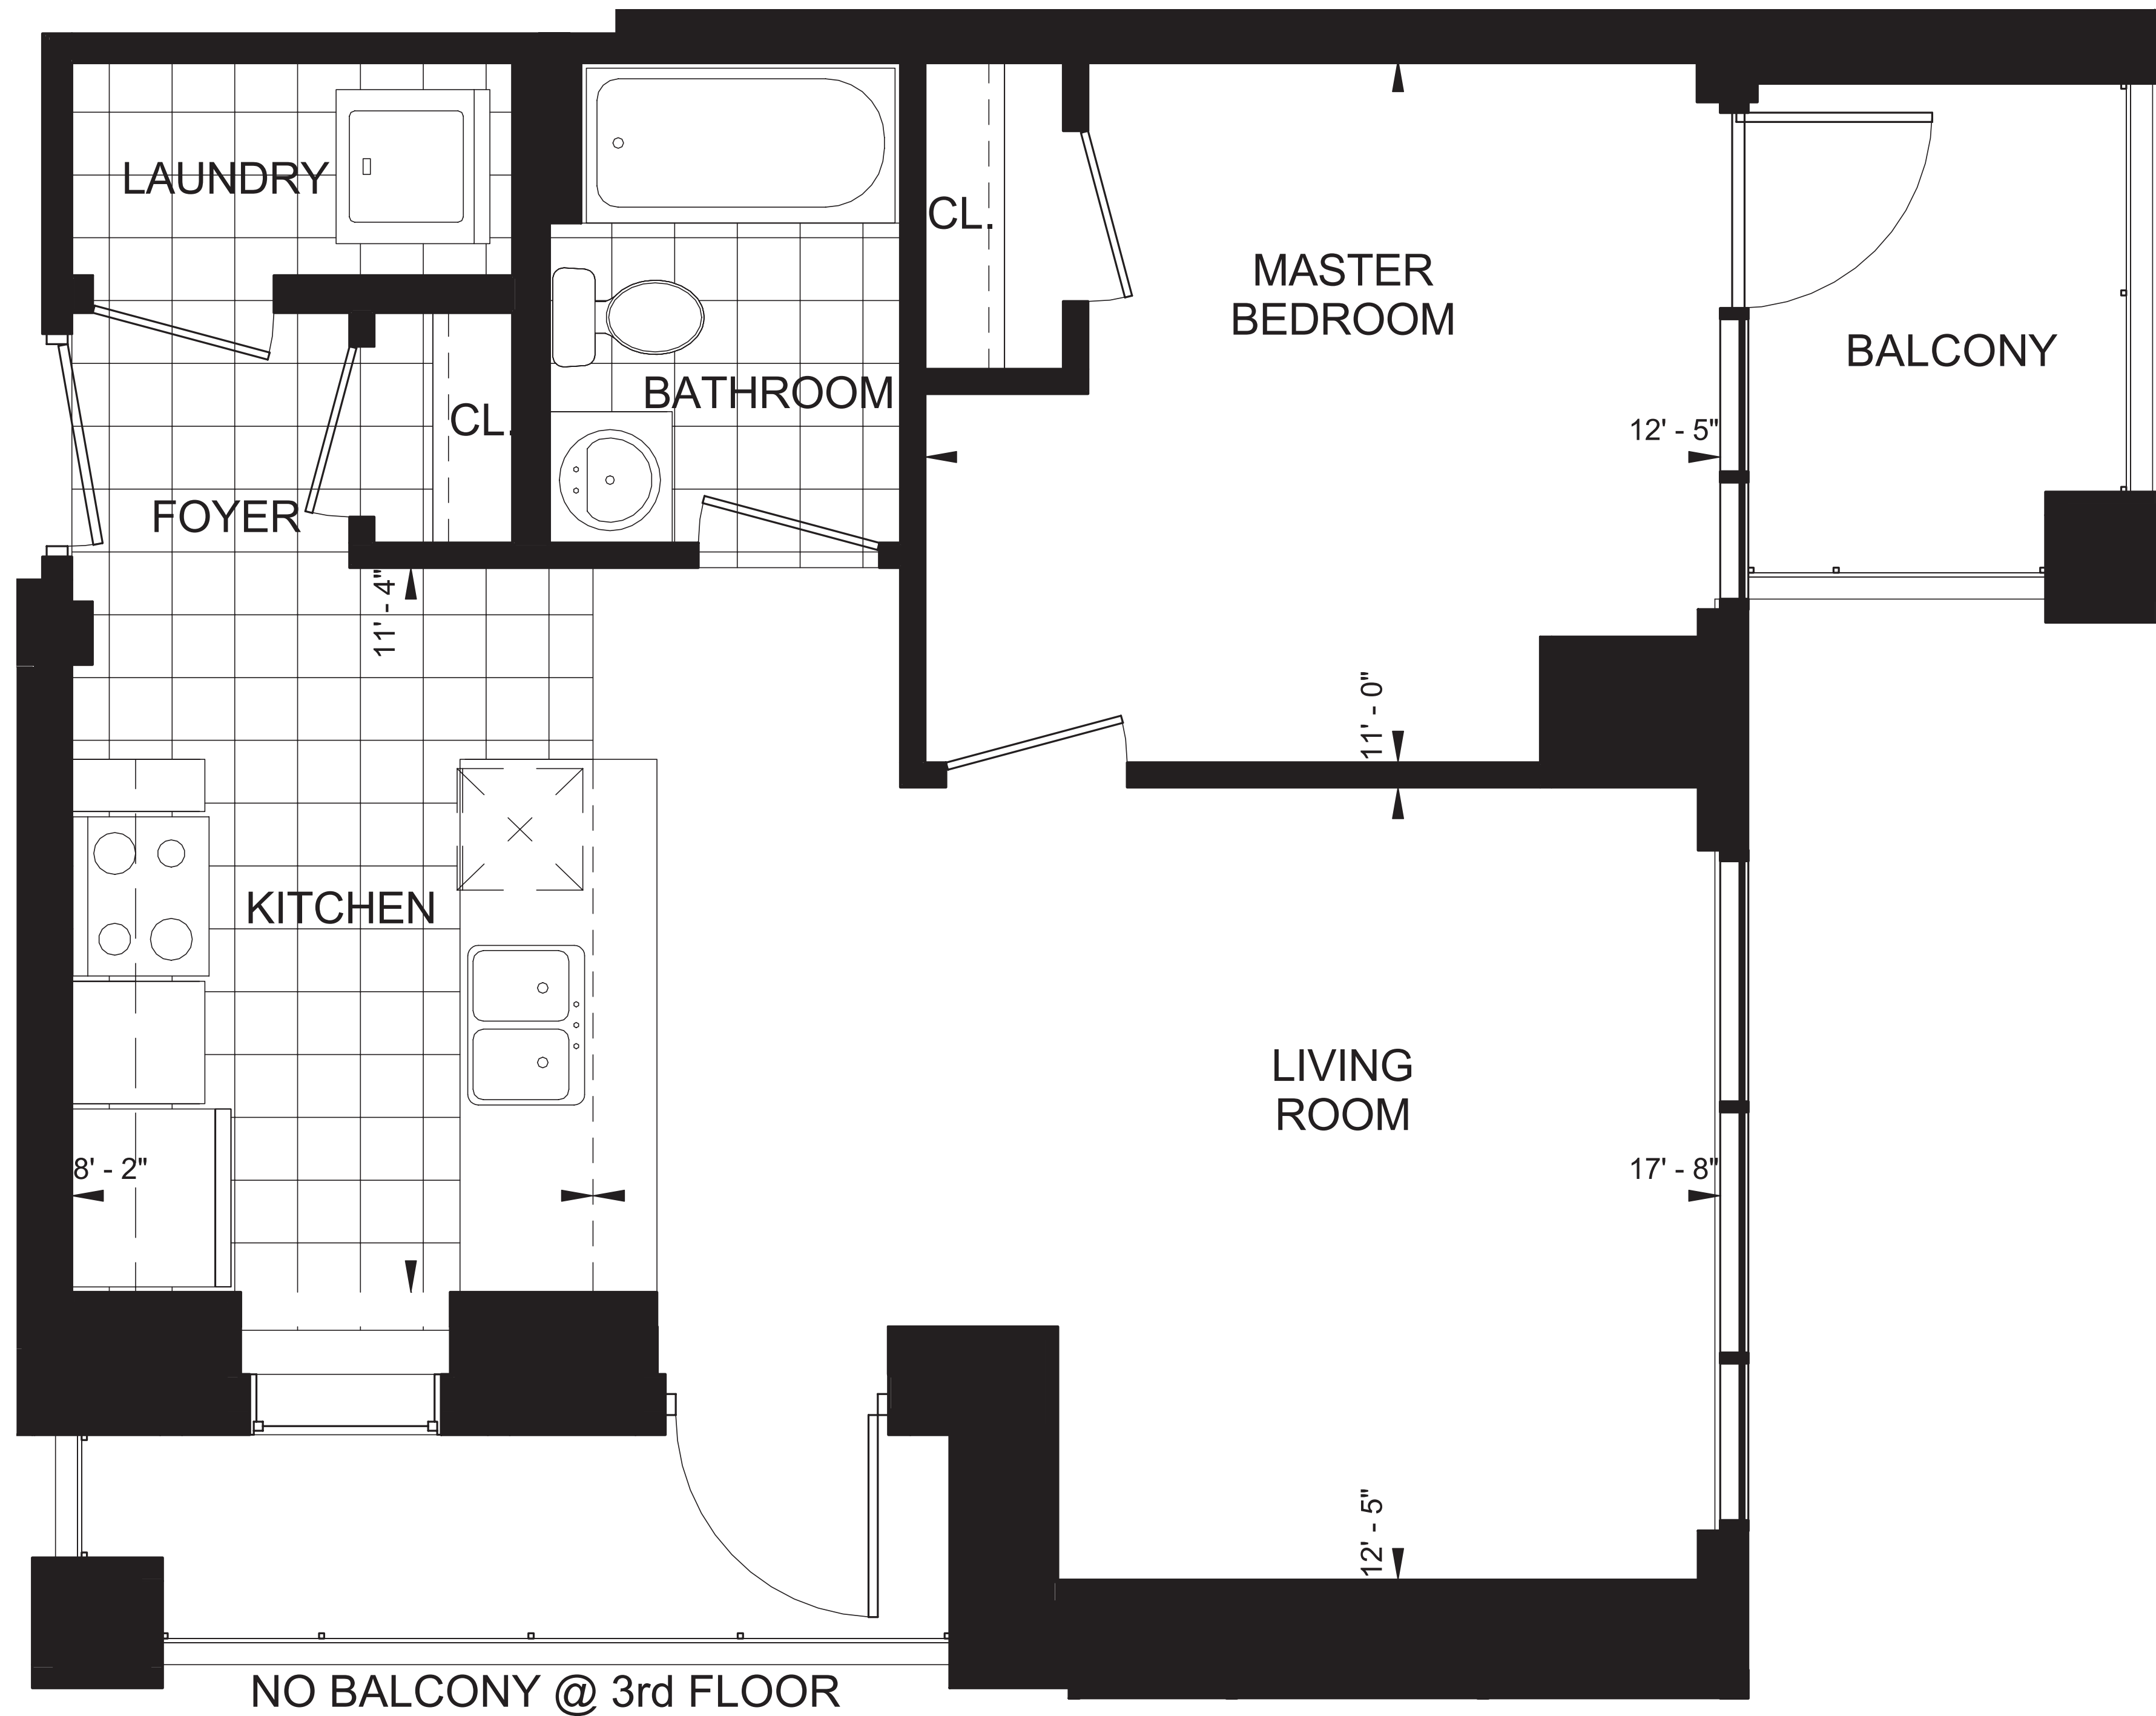 LAUNDRY
CL.
MASTER
BEDROOM
BALCONY
BATHROOM
CL.
12' - 5"
FOYER
11' - 4"
11' - 0"
KITCHEN
LIVING
ROOM
8' - 2"
17' - 8"
12' - 5"
NO BALCONY @ 3rd FLOOR